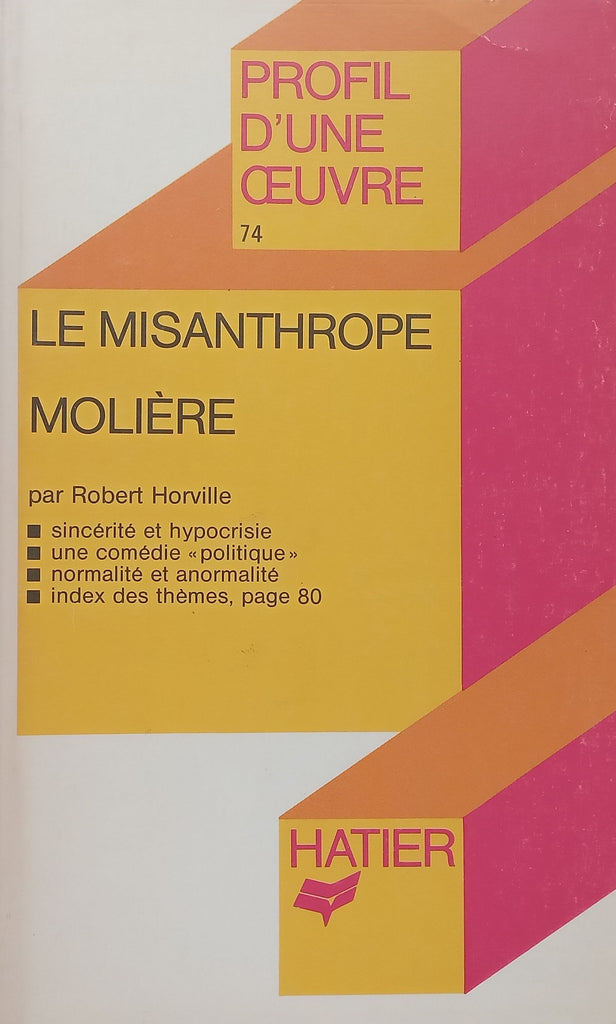 PROFIL
D'UNE
ŒUVRE
74
LE MISANTHROPE
MOLIÈRE
par Robert Horville
■ sincérité et hypocrisie
■ une comédie «politique»
■ normalité et anormalité
■ index des thèmes, page 80
HATIER